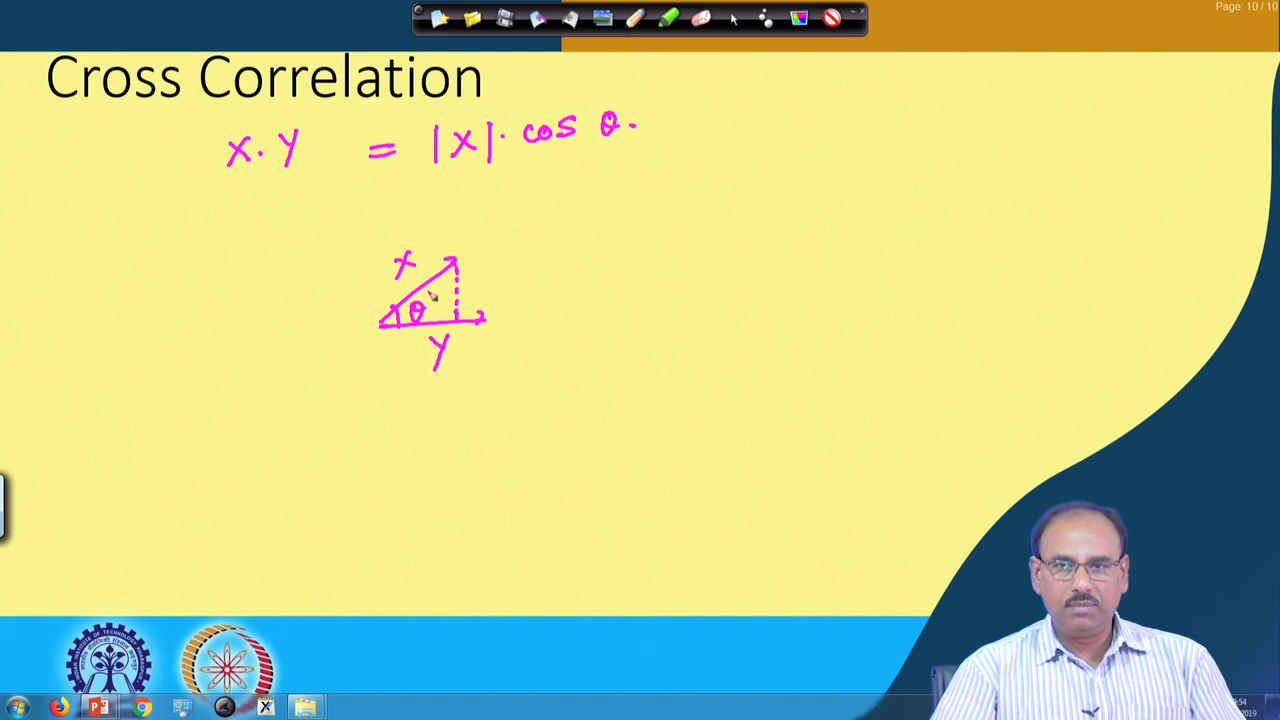 Page: 10 / 10
Cross Correlation
X . Y = |X| . cos θ.
X
θ
Y